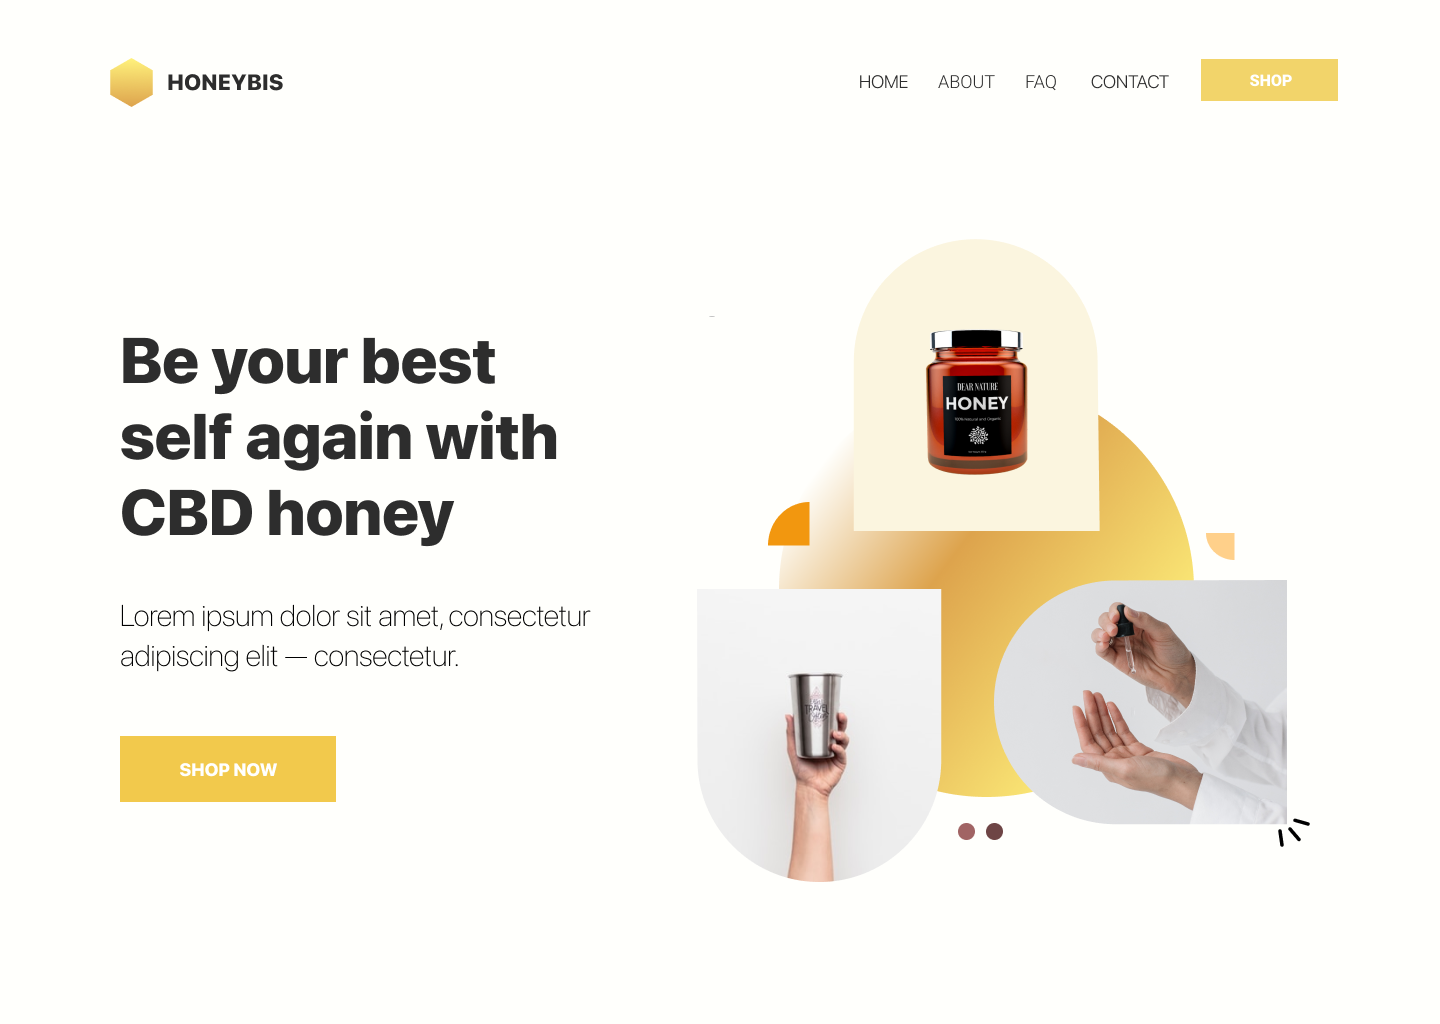 HONEYBIS
HOME
ABOUT
FAQ
CONTACT
SHOP
Be your best
self again with
CBD honey
Lorem ipsum dolor sit amet, consectetur
adipiscing elit — consectetur.
SHOP NOW
DEAR NATURE
HONEY
100% Natural and Organic
TRAVEL